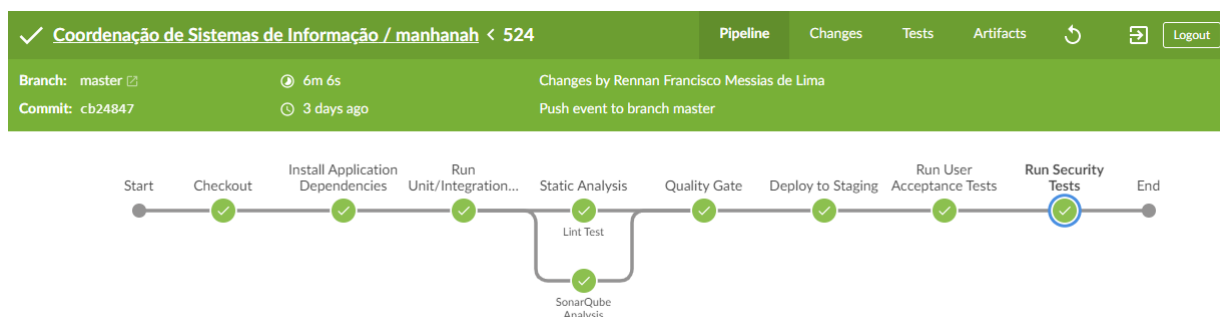 Coordenação de Sistemas de Informação / manhanah < 524
Pipeline
Changes
Tests
Artifacts
Logout
Branch: master
6m 6s
Changes by Rennan Francisco Messias de Lima
Commit: cb24847
3 days ago
Push event to branch master
Start
Checkout
Install Application
Dependencies
Run
Unit/Integration...
Static Analysis
Quality Gate
Deploy to Staging
Run User
Acceptance Tests
Run Security
Tests
End
Lint Test
SonarQube
Analysis